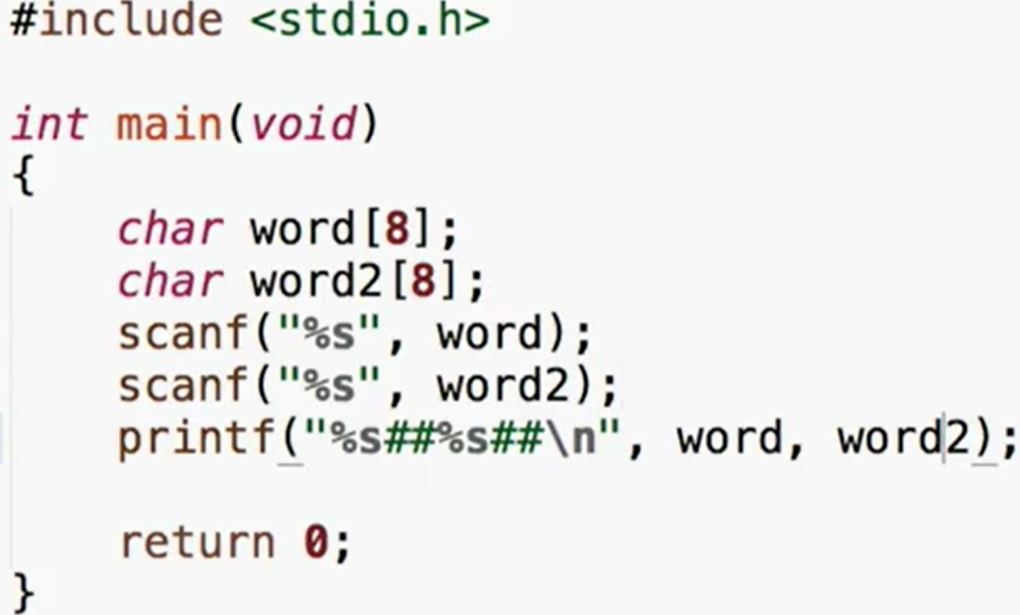 #include <stdio.h>
int main(void)
{
    char word[8];
    char word2[8];
    scanf("%s", word);
    scanf("%s", word2);
    printf("%s##%s##\n", word, word2);
    return 0;
}